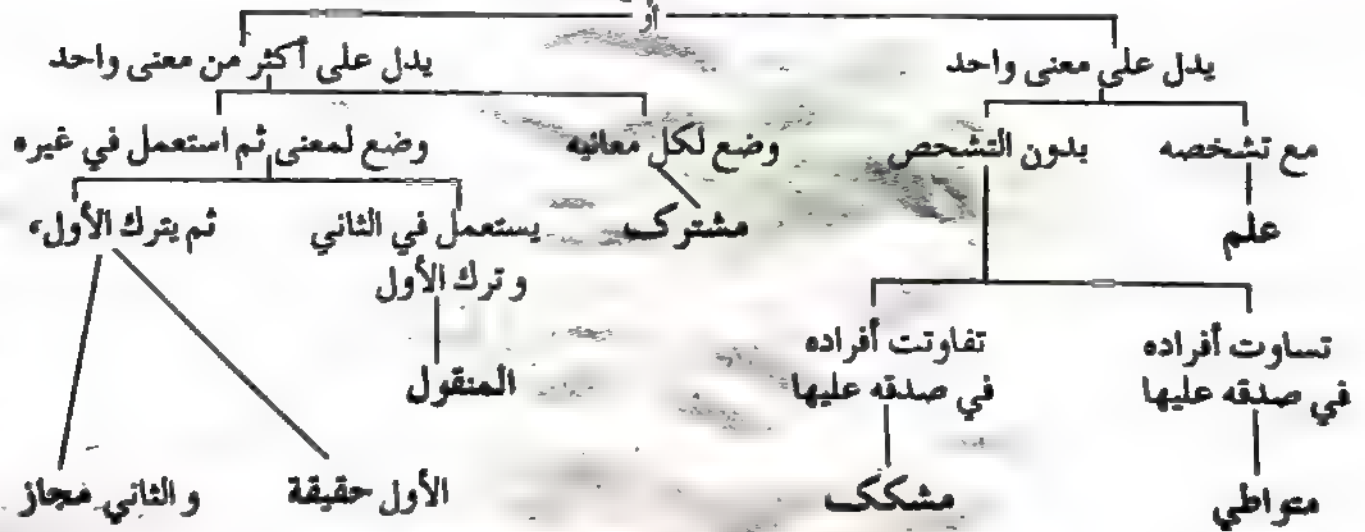 أو
يدل على معنى واحد
يدل على أكثر من معنى واحد
مع تشخصه
بدون التشحص
وضع لكل معانيه
وضع لمعنى ثم استعمل في غيره
علم
مشترك
يستعمل في الثاني
و ترك الأول
ثم يترك الأول،
تساوت أفراده
في صدقه عليها
تفاوتت أفراده
في صدقه عليها
المنقول
متواطي
مشكك
الأول حقيقة
و الثاني مجاز